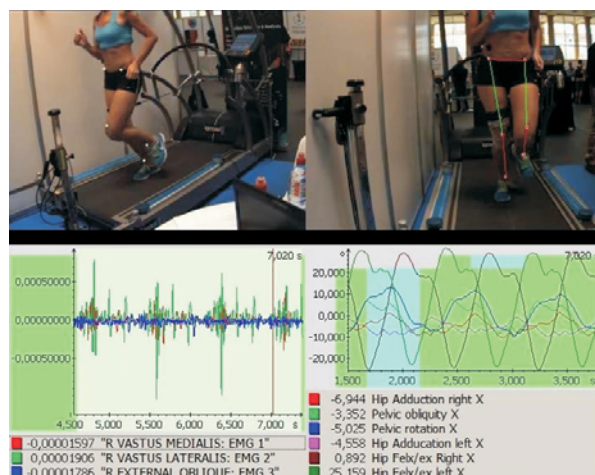 7,020 s
0,00050000
0,00000000
-0,00050000
4,500 5,000 5,500 6,000 6,500 7,000 s
-0,00001597 "R VASTUS MEDIALIS: EMG 1"
0,00001906 "R VASTUS LATERALIS: EMG 2"
-0,00001786 "R EXTERNAL OBLIQUE: EMG 3"
° 7,020 s
20,000
10,000
0,000
-10,000
-20,000
1,500 2,000 2,500 3,000 3,500
-6,944 Hip Adduction right X
-3,352 Pelvic obliquity X
-5,025 Pelvic rotation X
-4,558 Hip Adducation left X
0,892 Hip Felx/ex Right X
25,159 Hip Felx/ex left X